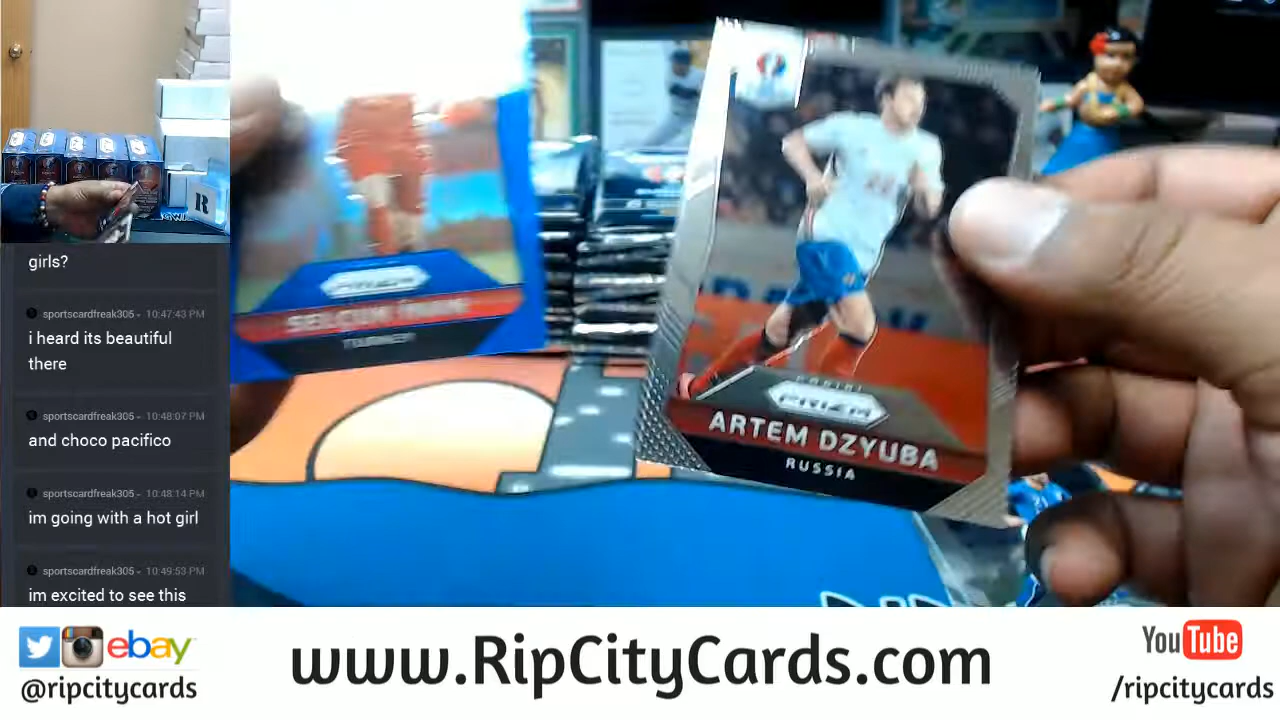 girls?
sportscardfreak305 - 10:47:43 PM
i heard its beautiful
there
sportscardfreak305 - 10:48:07 PM
and choco pacifico
sportscardfreak305 - 10:48:14 PM
im going with a hot girl
sportscardfreak305 - 10:49:53 PM
im excited to see this
PRIZM
TURKEY
PANINI
PRIZM
ARTEM DZYUBA
RUSSIA
R
ebay
@ripcitycards
www.RipCityCards.com
YouTube
/ripcitycards